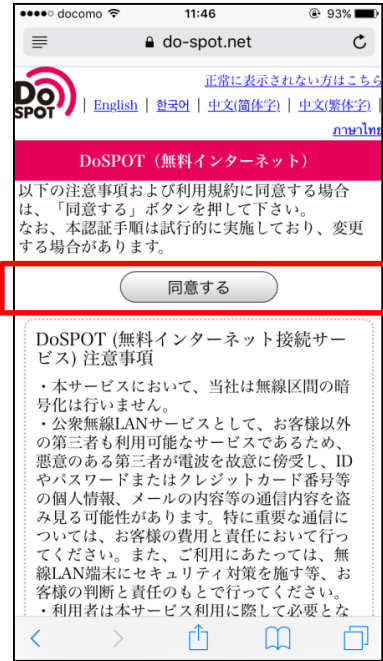 docomo 11:46 93%
do-spot.net
正常に表示されない方はこちら
Do SPOT
| English | 한국어 | 中文(簡体字) | 中文(繁体字) |
ภาษาไทย
DoSPOT（無料インターネット）
以下の注意事項および利用規約に同意する場合
は、「同意する」ボタンを押して下さい。
なお、本認証手順は試行的に実施しており、変更
する場合があります。
同意する
DoSPOT (無料インターネット接続サー
ビス) 注意事項
・本サービスにおいて、当社は無線区間の暗
号化は行いません。
・公衆無線LANサービスとして、お客様以外
の第三者も利用可能なサービスであるため、
悪意のある第三者が電波を故意に傍受し、ID
やパスワードまたはクレジットカード番号等
の個人情報、メールの内容等の通信内容を盗
み見る可能性があります。特に重要な通信に
ついては、お客様の費用と責任において行っ
てください。また、ご利用にあたっては、無
線LAN端末にセキュリティ対策を施す等、お
客様の判断と責任のもとで行ってください。
・利用者は本サービス利用に際して必要とな